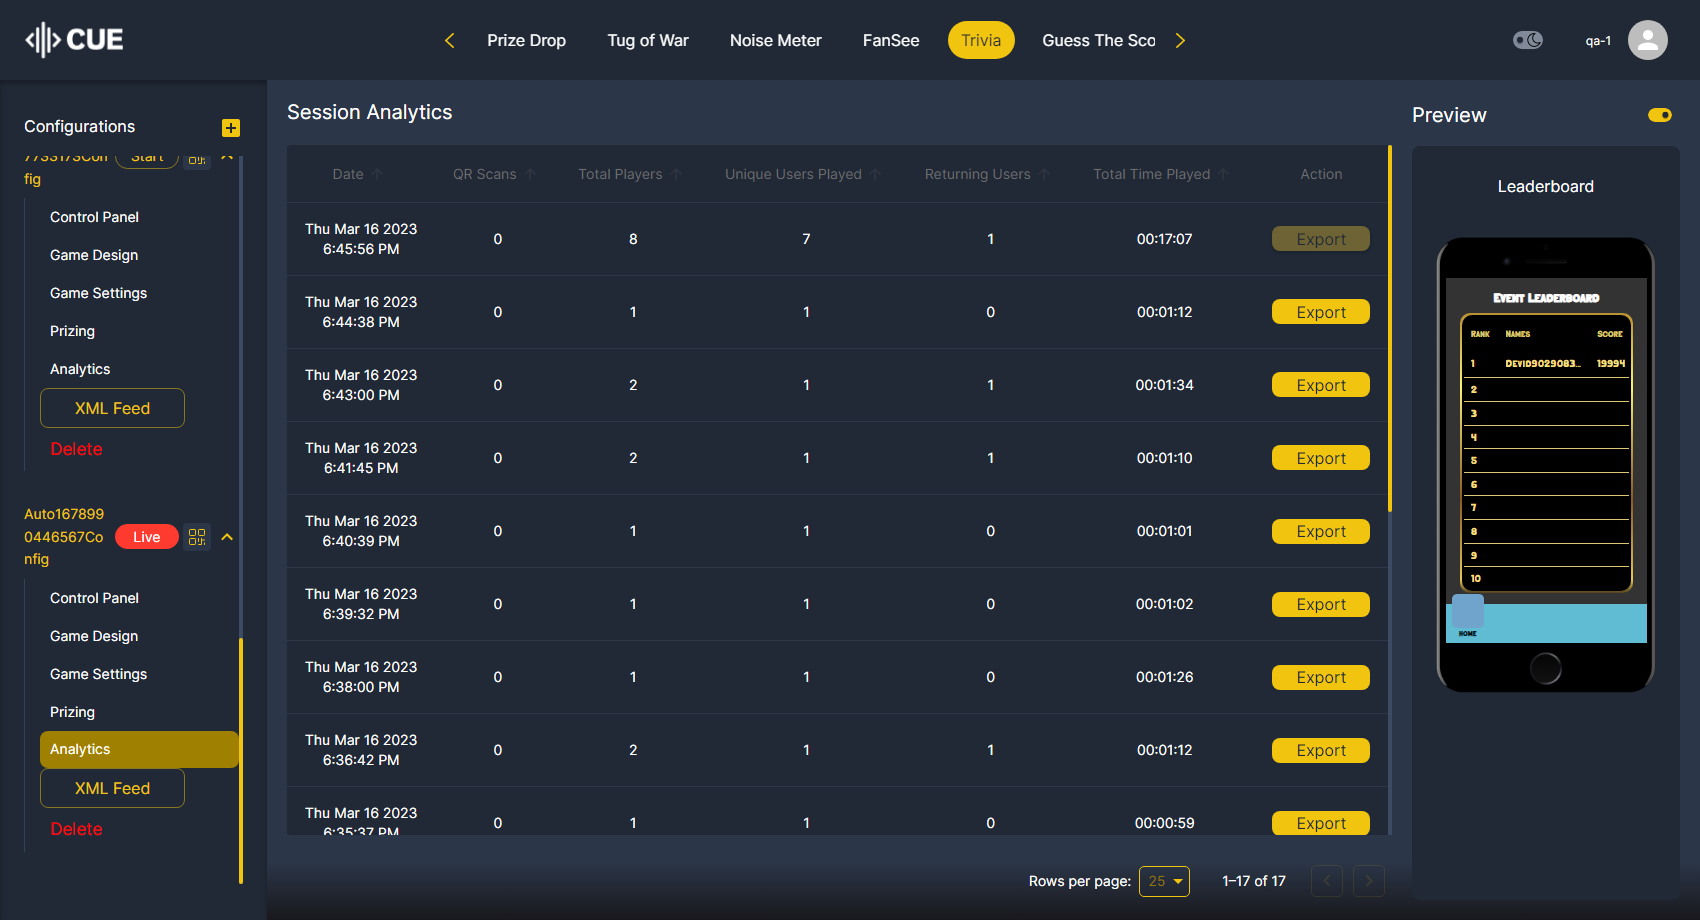 CUE
Prize Drop Tug of War Noise Meter FanSee Trivia Guess The Sco
qa-1
Configurations
Session Analytics
Preview
7733173Con
fig
Start
Control Panel
Game Design
Game Settings
Prizing
Analytics
XML Feed
Delete
Auto167899
0446567Co
nfig
Live
Control Panel
Game Design
Game Settings
Prizing
Analytics
XML Feed
Delete
Date QR Scans Total Players Unique Users Played Returning Users Total Time Played Action
Thu Mar 16 2023
6:45:56 PM 0 8 7 1 00:17:07 Export
Thu Mar 16 2023
6:44:38 PM 0 1 1 0 00:01:12 Export
Thu Mar 16 2023
6:43:00 PM 0 2 1 1 00:01:34 Export
Thu Mar 16 2023
6:41:45 PM 0 2 1 1 00:01:10 Export
Thu Mar 16 2023
6:40:39 PM 0 1 1 0 00:01:01 Export
Thu Mar 16 2023
6:39:32 PM 0 1 1 0 00:01:02 Export
Thu Mar 16 2023
6:38:00 PM 0 1 1 0 00:01:26 Export
Thu Mar 16 2023
6:36:42 PM 0 2 1 1 00:01:12 Export
Thu Mar 16 2023
6:35:37 PM 0 1 1 0 00:00:59 Export
Rows per page: 25 1–17 of 17
Leaderboard
Event Leaderboard
Rank Names Score
1 Devid9029083... 19994
2
3
4
5
6
7
8
9
10
HOME